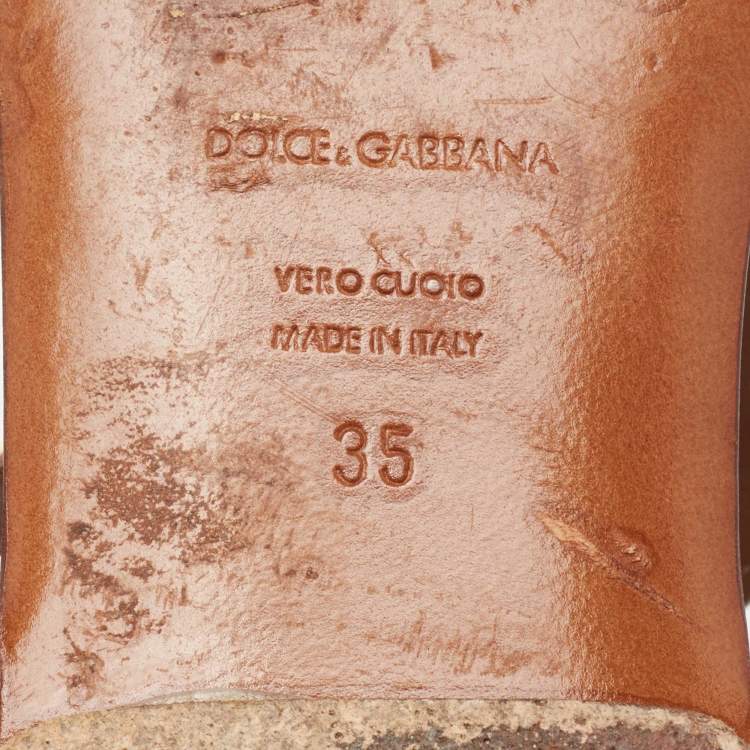 DOLCE & GABBANA
VERO CUOIO
MADE IN ITALY
35